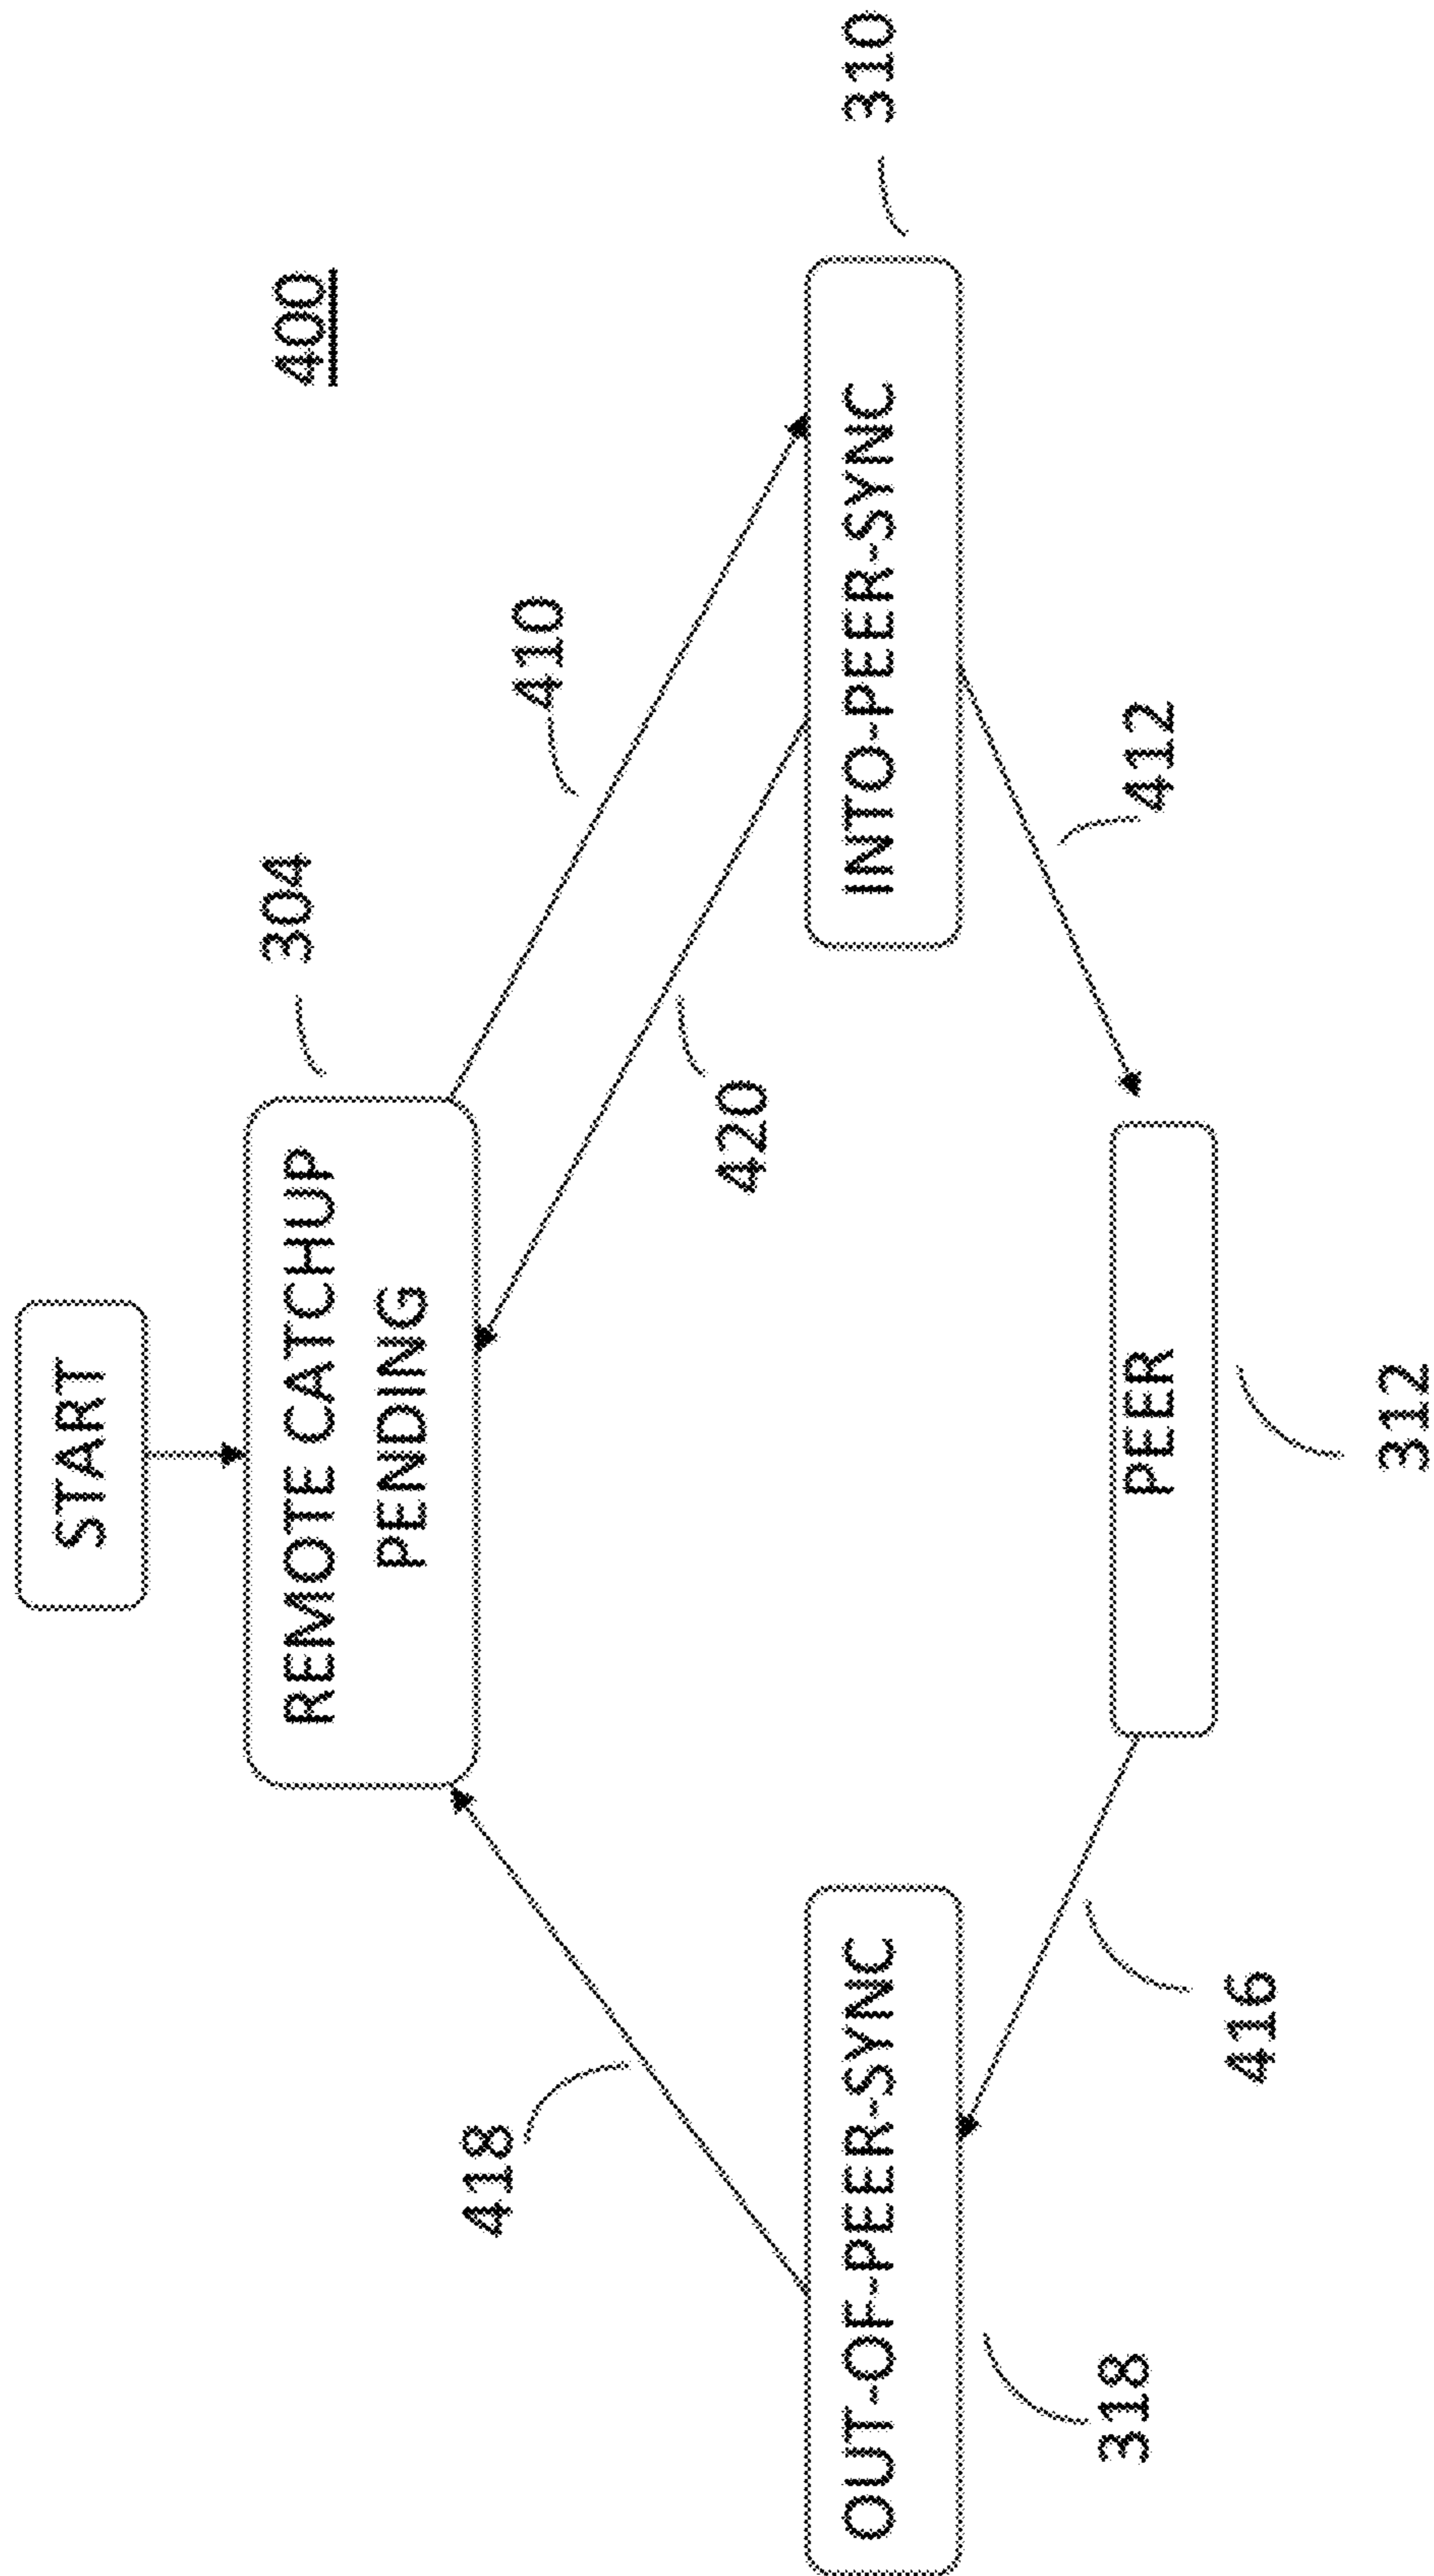 START
400
304
REMOTE CATCHUP
PENDING
410
418
420
OUT-OF-PEER-SYNC
INTO-PEER-SYNC
310
318
416
PEER
412
312